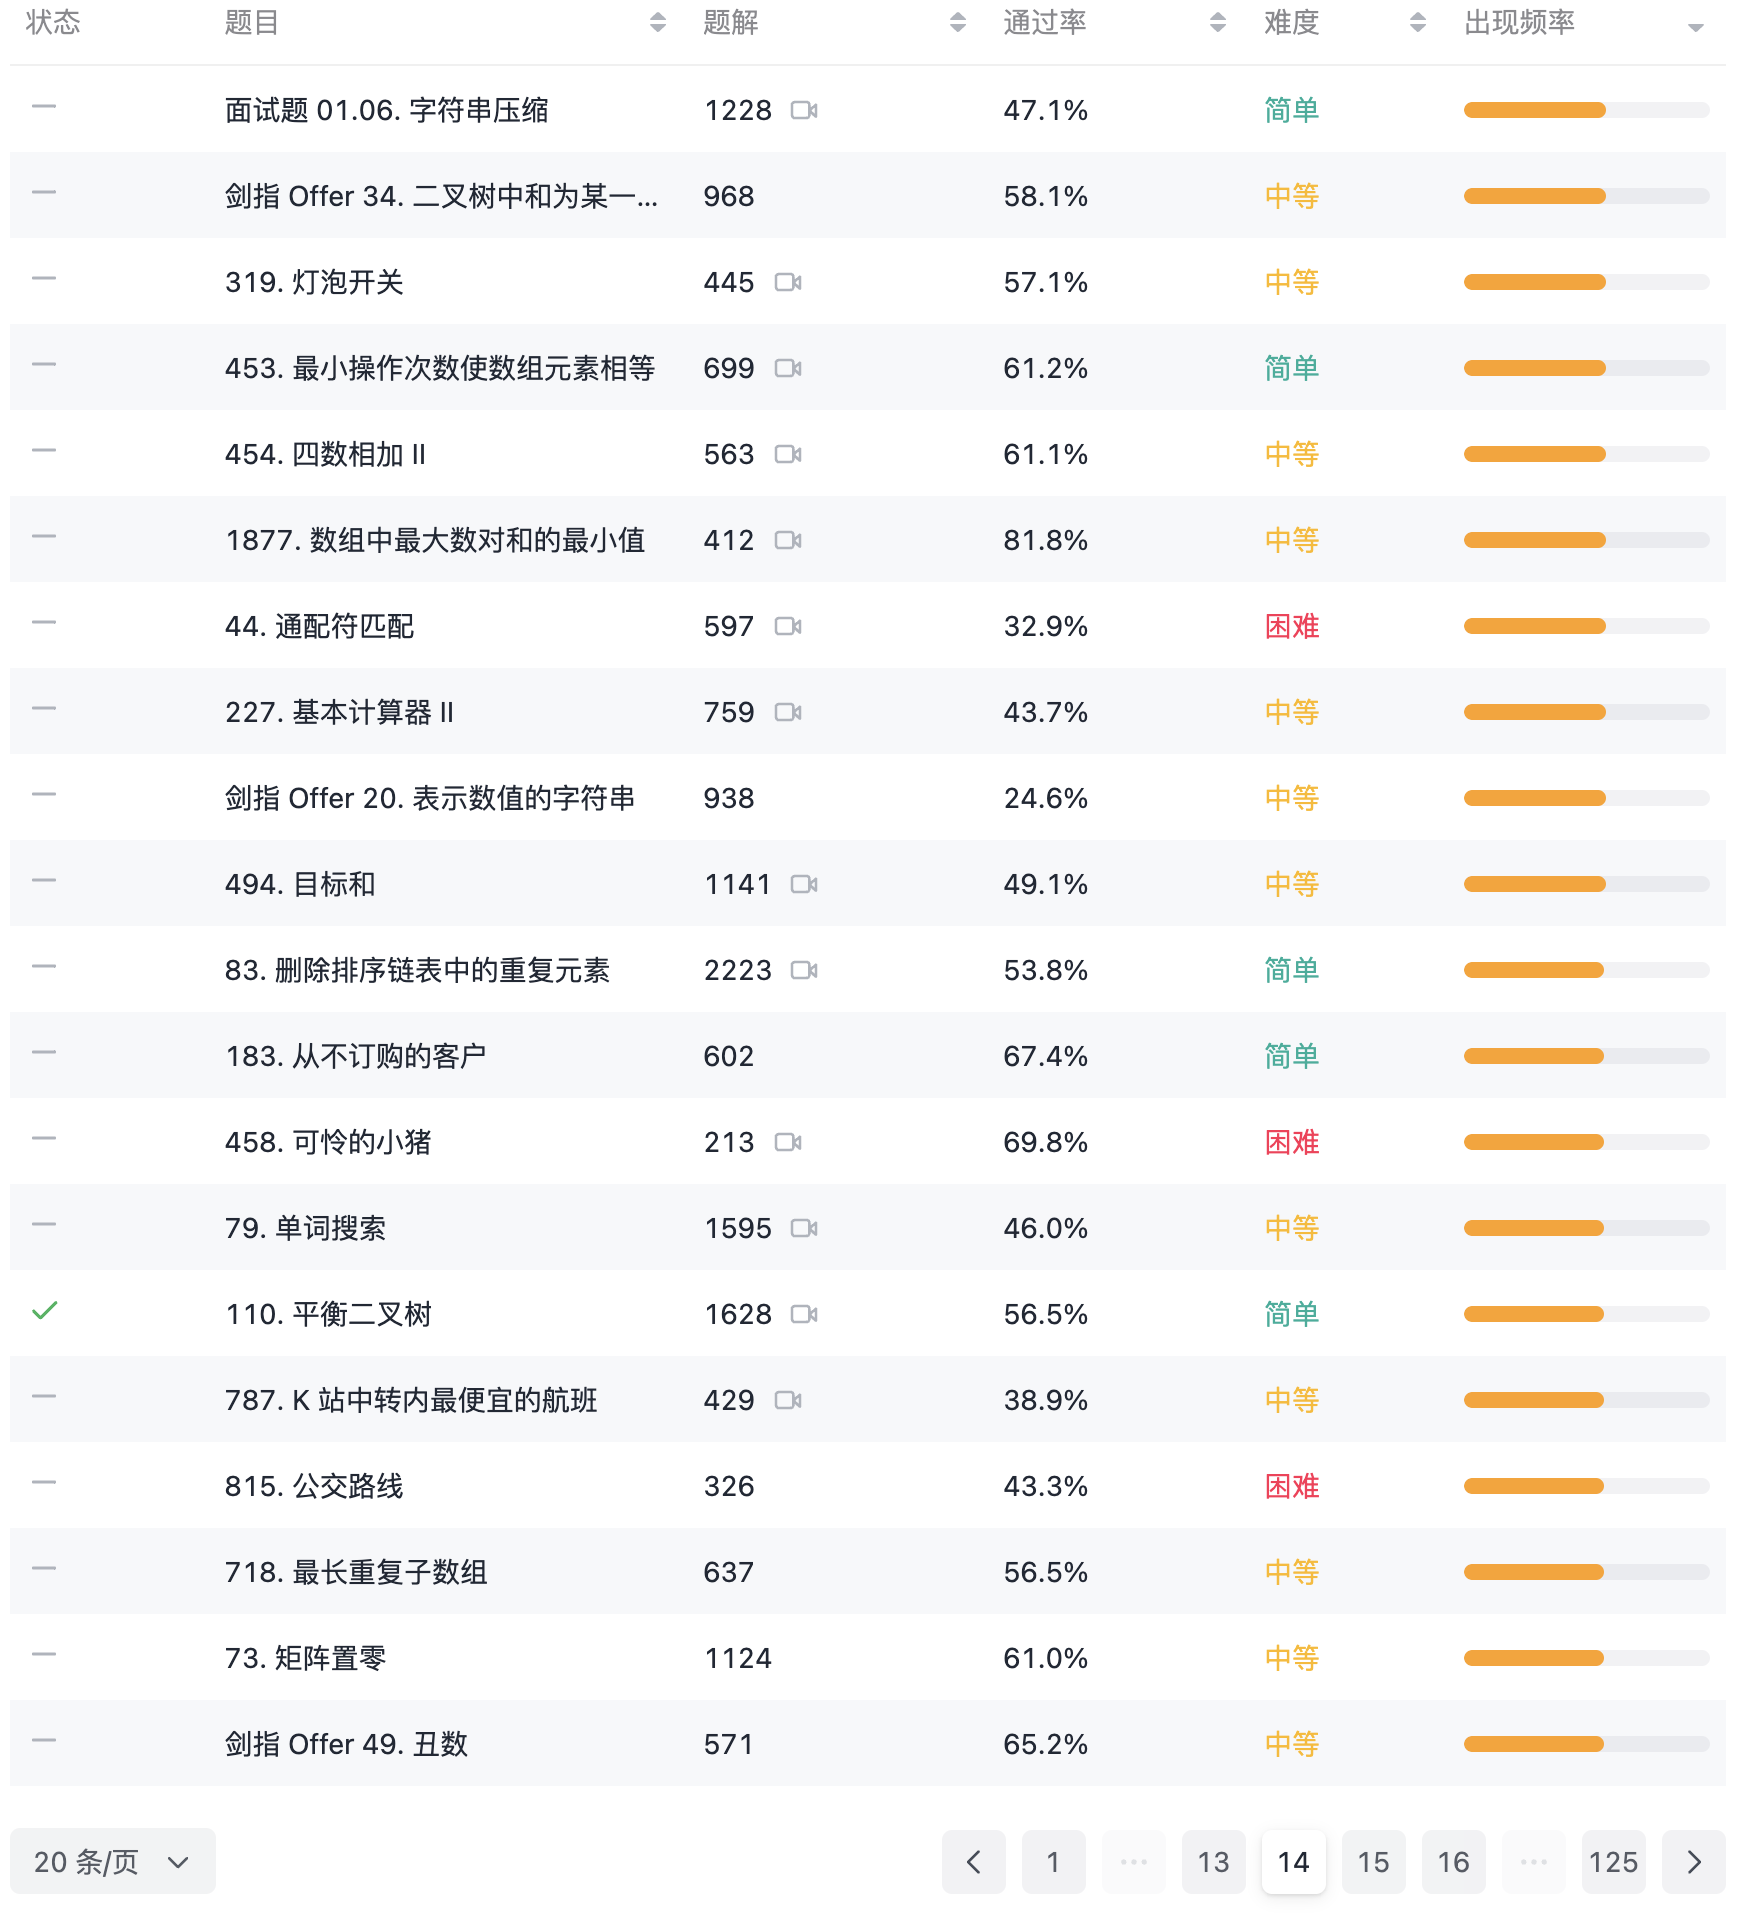 状态 题目 题解 通过率 难度 出现频率
面试题 01.06. 字符串压缩 1228 47.1% 简单
剑指 Offer 34. 二叉树中和为某一... 968 58.1% 中等
319. 灯泡开关 445 57.1% 中等
453. 最小操作次数使数组元素相等 699 61.2% 简单
454. 四数相加 II 563 61.1% 中等
1877. 数组中最大数对和的最小值 412 81.8% 中等
44. 通配符匹配 597 32.9% 困难
227. 基本计算器 II 759 43.7% 中等
剑指 Offer 20. 表示数值的字符串 938 24.6% 中等
494. 目标和 1141 49.1% 中等
83. 删除排序链表中的重复元素 2223 53.8% 简单
183. 从不订购的客户 602 67.4% 简单
458. 可怜的小猪 213 69.8% 困难
79. 单词搜索 1595 46.0% 中等
110. 平衡二叉树 1628 56.5% 简单
787. K 站中转内最便宜的航班 429 38.9% 中等
815. 公交路线 326 43.3% 困难
718. 最长重复子数组 637 56.5% 中等
73. 矩阵置零 1124 61.0% 中等
剑指 Offer 49. 丑数 571 65.2% 中等
20 条/页 1 ... 13 14 15 16 ... 125